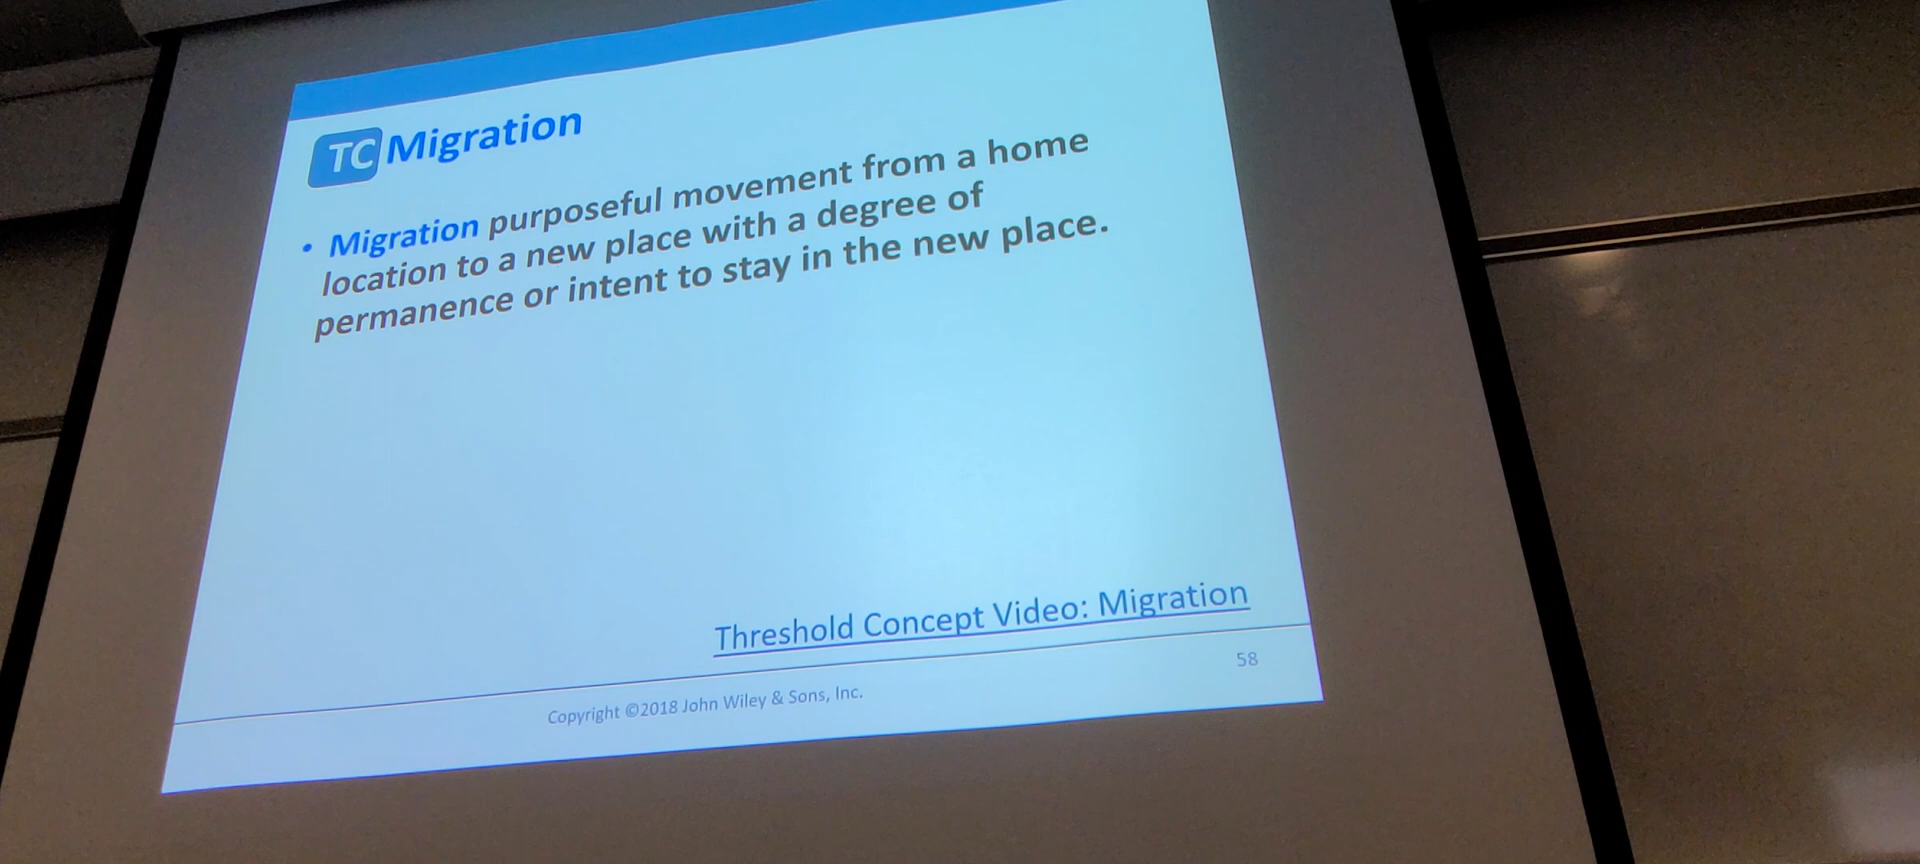 TC Migration
• Migration purposeful movement from a home
location to a new place with a degree of
permanence or intent to stay in the new place.
Threshold Concept Video: Migration
58
Copyright ©2018 John Wiley & Sons, Inc.